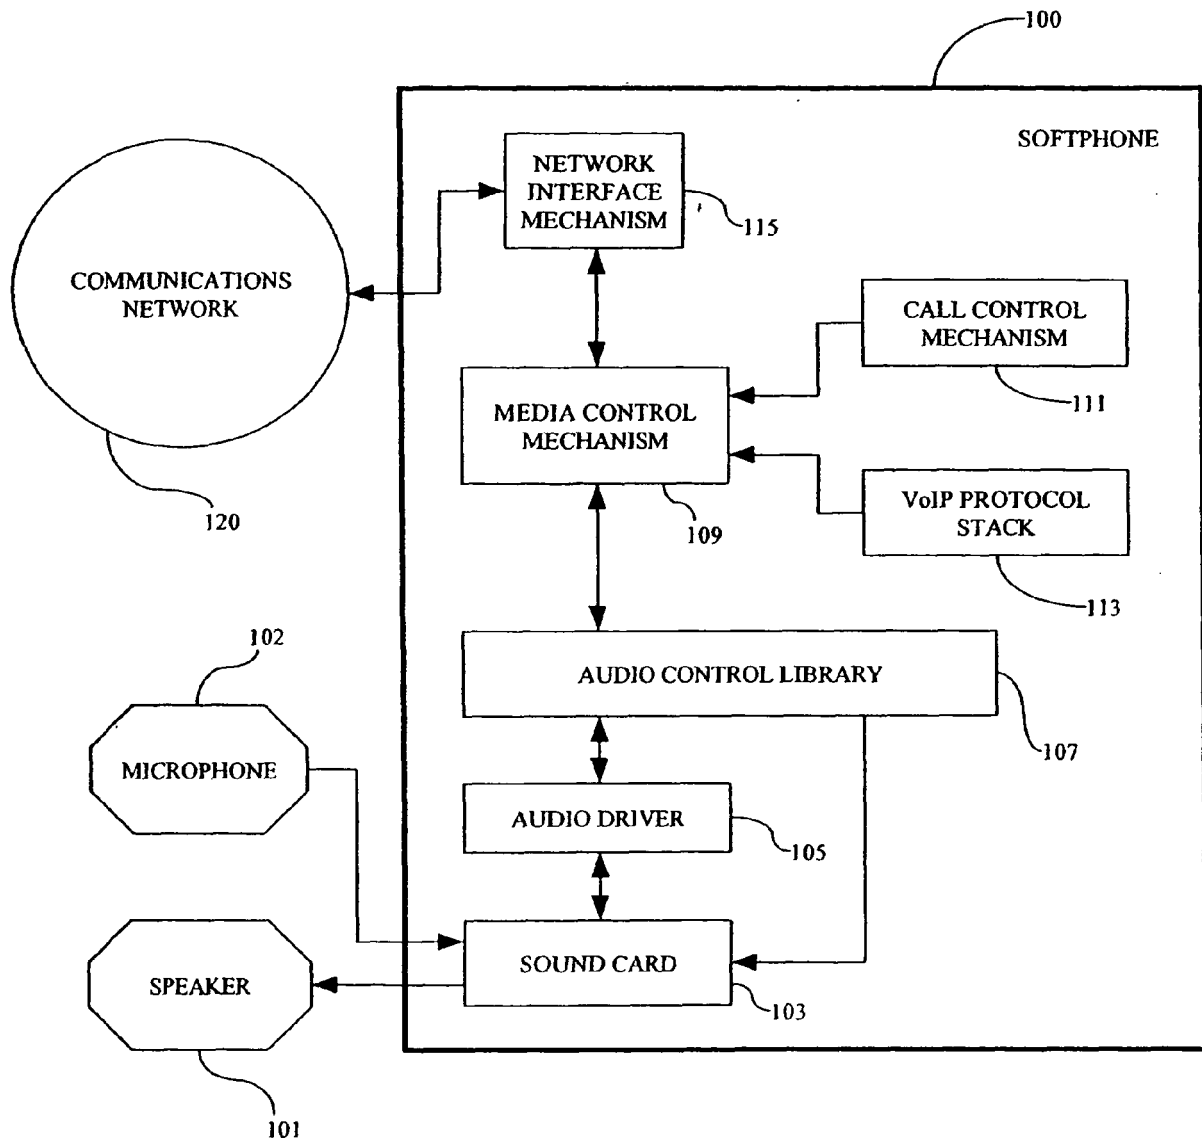 100
SOFTPHONE
NETWORK
INTERFACE
MECHANISM
115
COMMUNICATIONS
NETWORK
120
CALL CONTROL
MECHANISM
111
MEDIA CONTROL
MECHANISM
109
VoIP PROTOCOL
STACK
113
AUDIO CONTROL LIBRARY
107
102
MICROPHONE
AUDIO DRIVER
105
SPEAKER
101
SOUND CARD
103